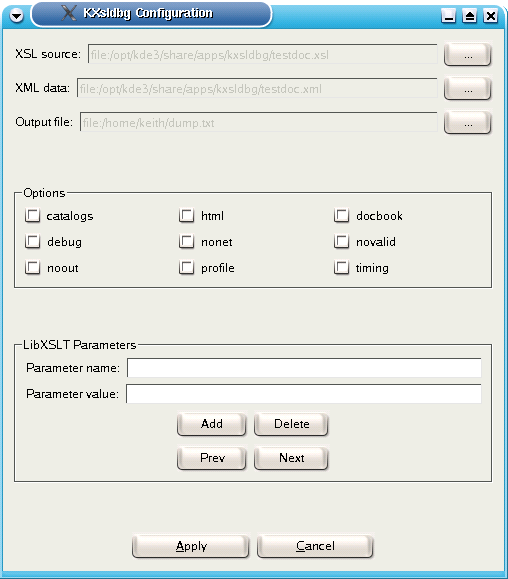 KXsldbg Configuration
XSL source: file:/opt/kde3/share/apps/kxsldbg/testdoc.xsl ...
XML data: file:/opt/kde3/share/apps/kxsldbg/testdoc.xml ...
Output file: file:/home/keith/dump.txt ...
Options
catalogs html docbook
debug nonet novalid
noout profile timing
LibXSLT Parameters
Parameter name:
Parameter value:
Add Delete
Prev Next
Apply Cancel